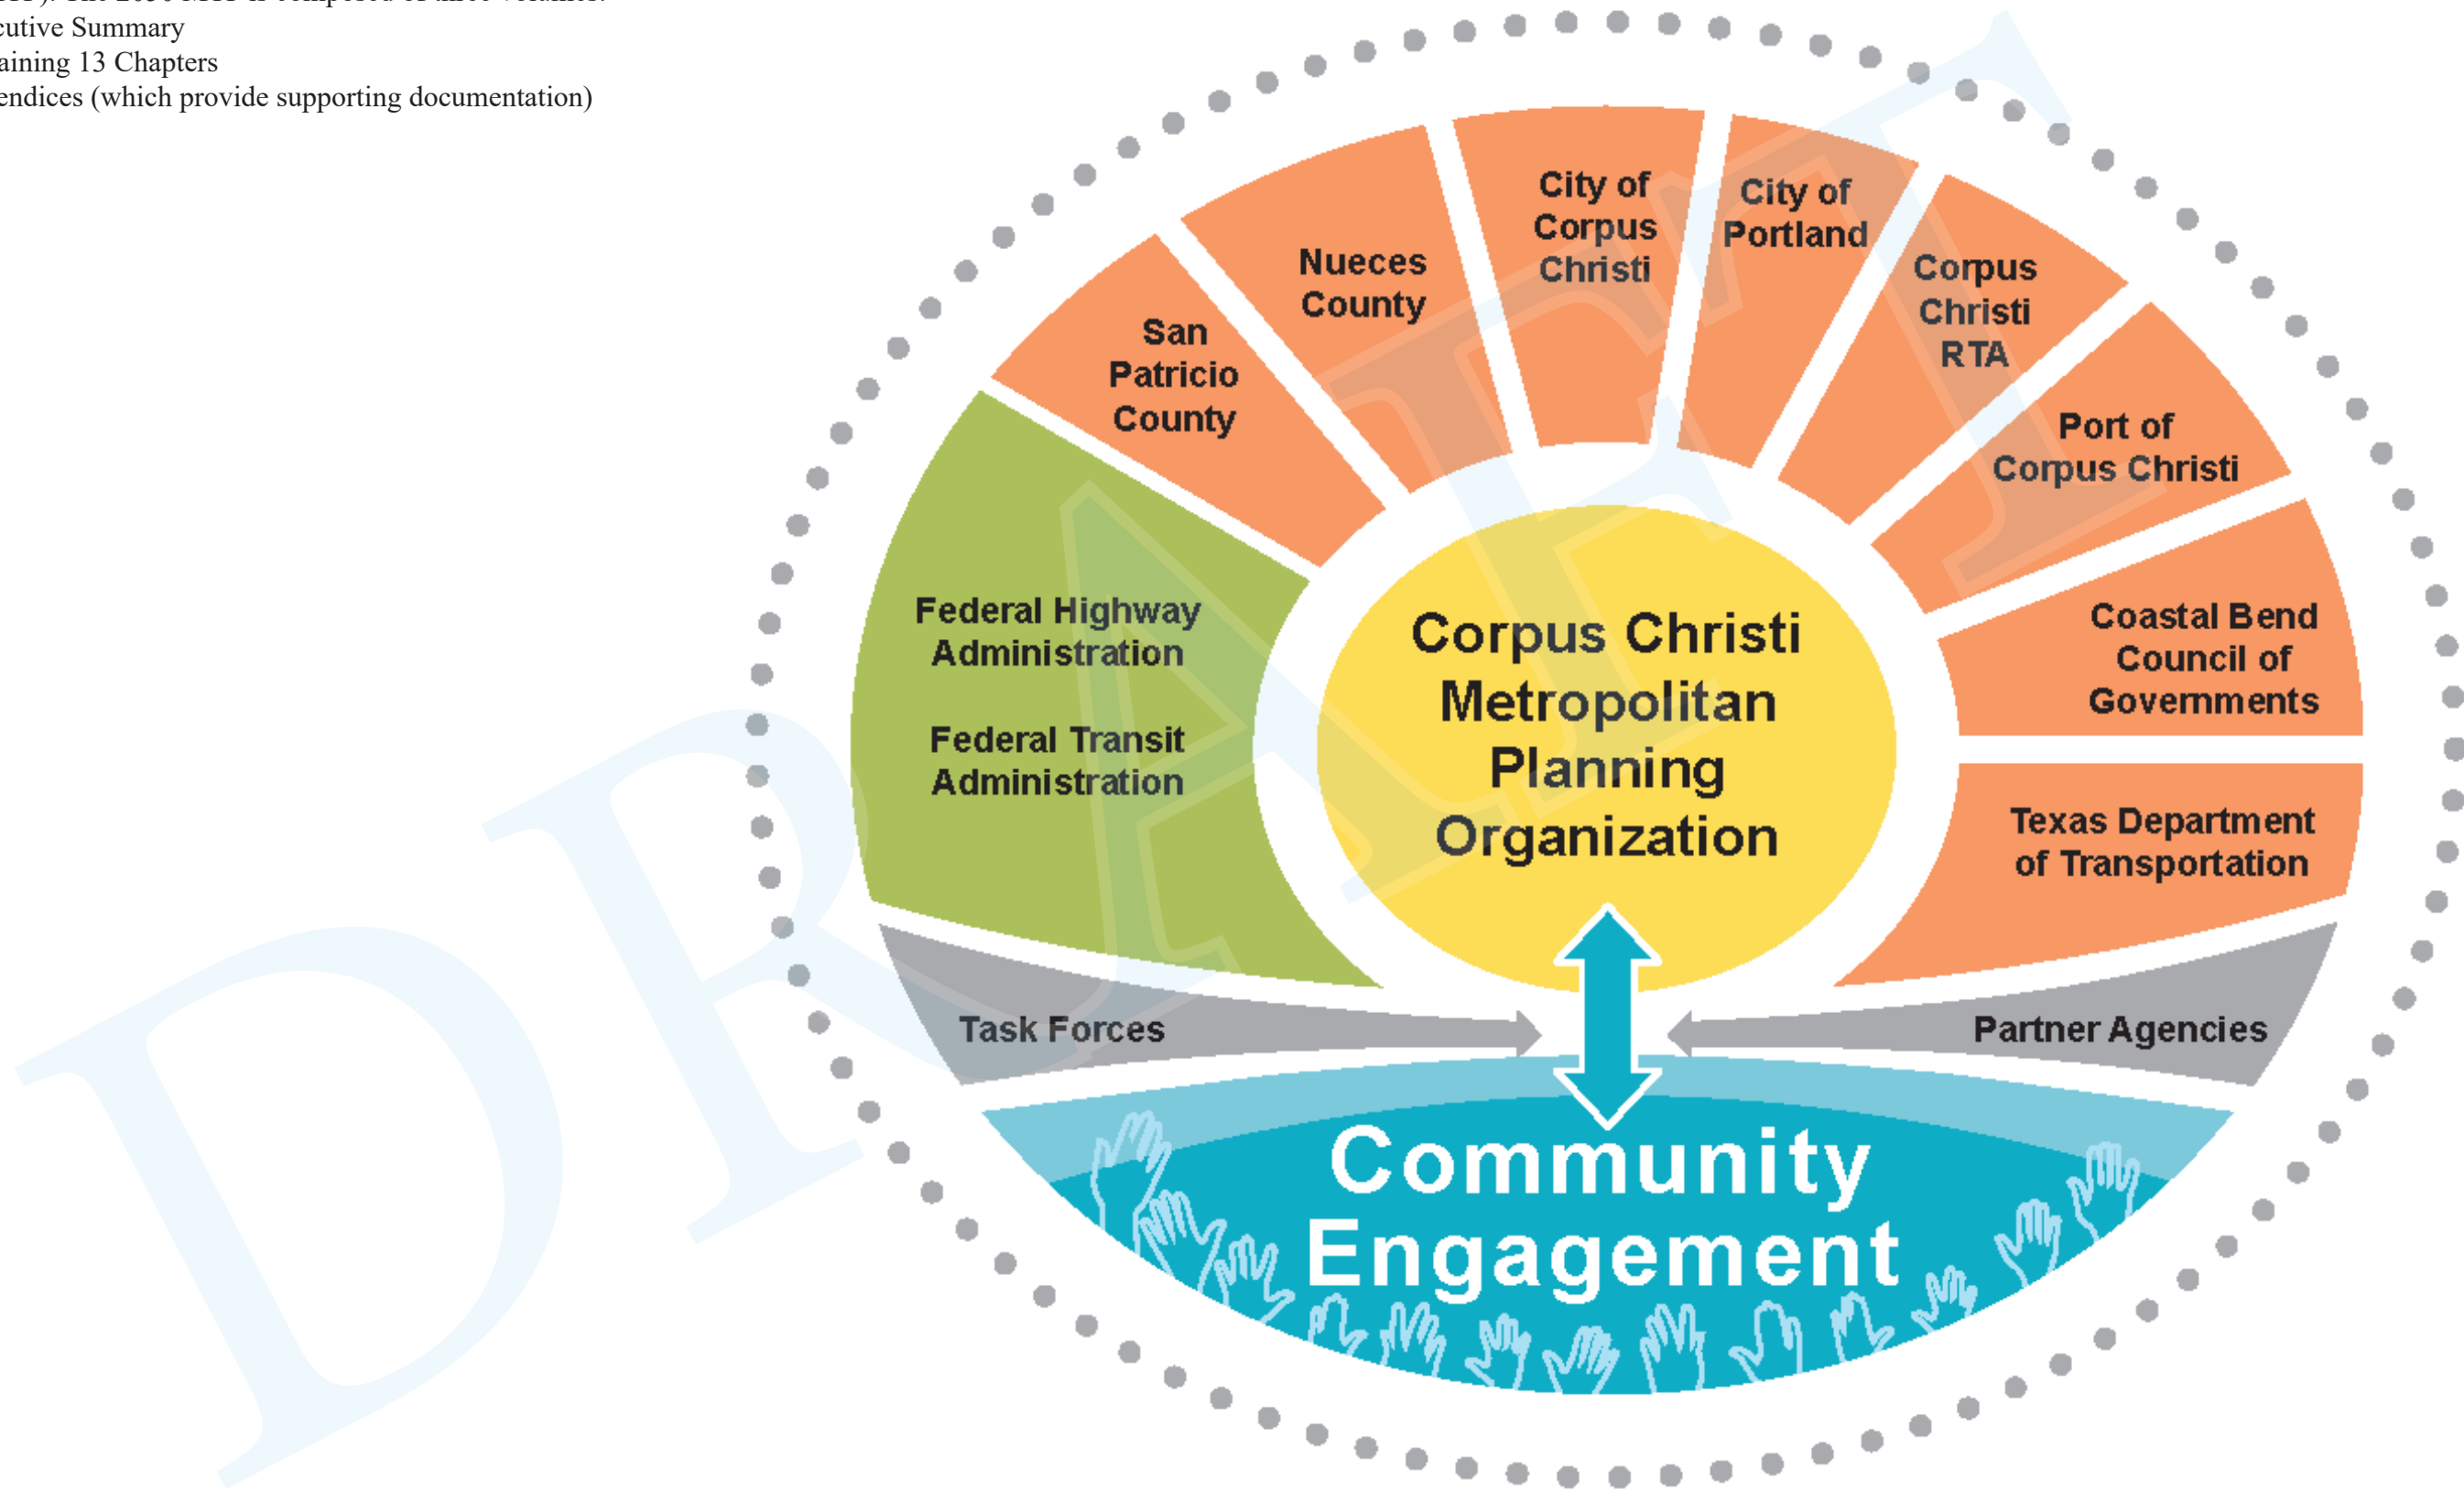 cutive Summary
aining 13 Chapters
endices (which provide supporting documentation)
City of
Corpus
Christi
City of
Portland
Nueces
County
Corpus
Christi
RTA
San
Patricio
County
Port of
Corpus Christi
Federal Highway
Administration
Federal Transit
Administration
Corpus Christi
Metropolitan
Planning
Organization
Coastal Bend
Council of
Governments
Texas Department
of Transportation
Task Forces
Partner Agencies
Community
Engagement
DRAFT